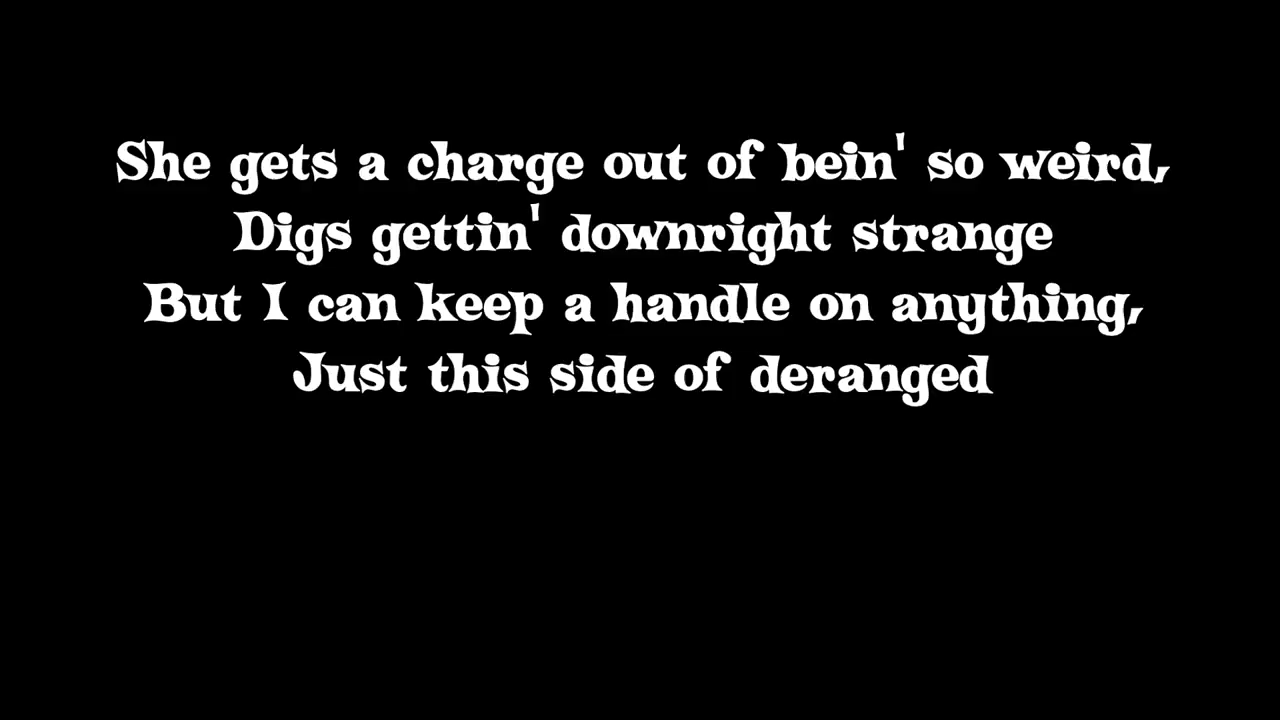 She gets a charge out of bein' so weird,
Digs gettin' downright strange
But I can keep a handle on anything,
Just this side of deranged